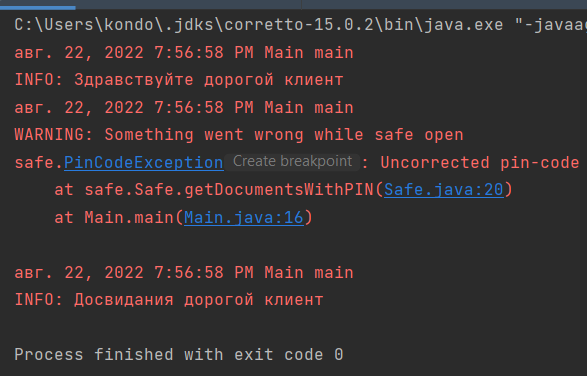 C:\Users\kondo\.jdks\corretto-15.0.2\bin\java.exe "-javaa
авг. 22, 2022 7:56:58 PM Main main
INFO: Здравствуйте дорогой клиент
авг. 22, 2022 7:56:58 PM Main main
WARNING: Something went wrong while safe open
safe.PinCodeException Create breakpoint : Uncorrected pin-code
at safe.Safe.getDocumentsWithPIN(Safe.java:20)
at Main.main(Main.java:16)
авг. 22, 2022 7:56:58 PM Main main
INFO: Досвидания дорогой клиент
Process finished with exit code 0